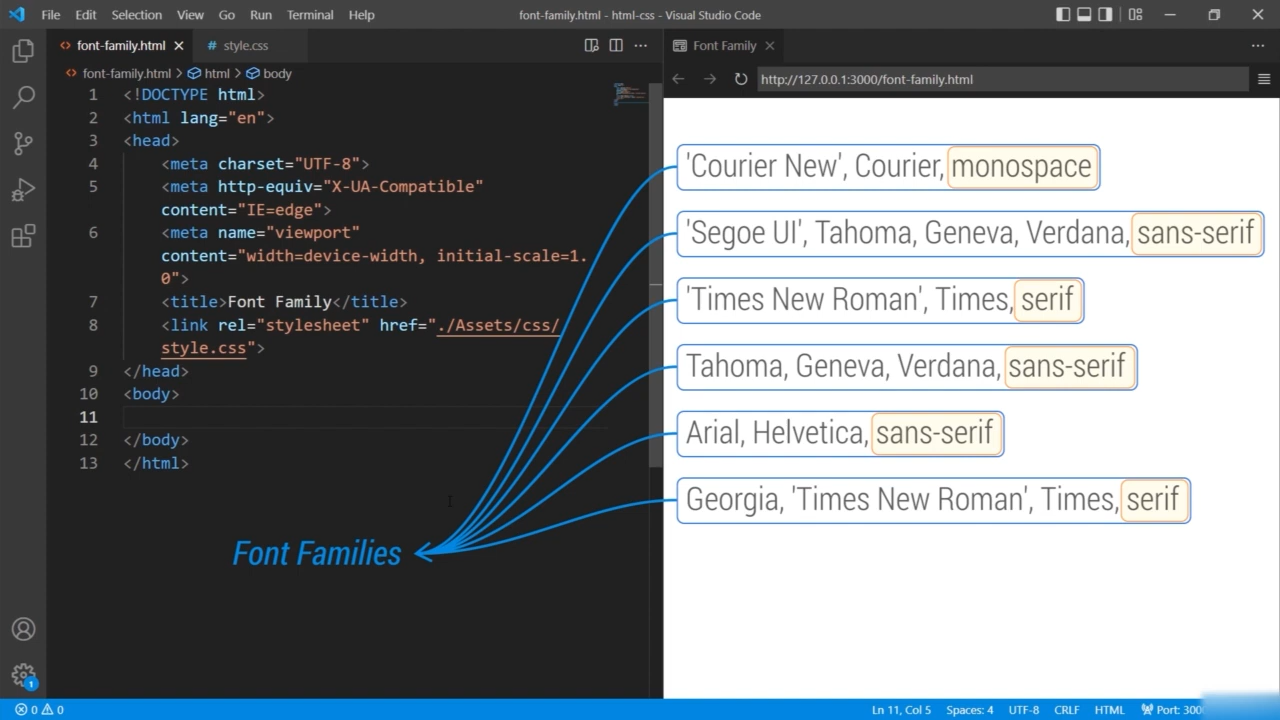 File Edit Selection View Go Run Terminal Help
font-family.html - html-css - Visual Studio Code
font-family.html
# style.css
font-family.html > html > body
1 <!DOCTYPE html>
2 <html lang="en">
3 <head>
4 <meta charset="UTF-8">
5 <meta http-equiv="X-UA-Compatible"
content="IE=edge">
6 <meta name="viewport"
content="width=device-width, initial-scale=1.
0">
7 <title>Font Family</title>
8 <link rel="stylesheet" href="./Assets/css/
style.css">
9 </head>
10 <body>
11
12 </body>
13 </html>
Font Families
Font Family
http://127.0.0.1:3000/font-family.html
'Courier New', Courier, monospace
'Segoe UI', Tahoma, Geneva, Verdana, sans-serif
'Times New Roman', Times, serif
Tahoma, Geneva, Verdana, sans-serif
Arial, Helvetica, sans-serif
Georgia, 'Times New Roman', Times, serif
1
0 0
Ln 11, Col 5 Spaces: 4 UTF-8 CRLF HTML Port: